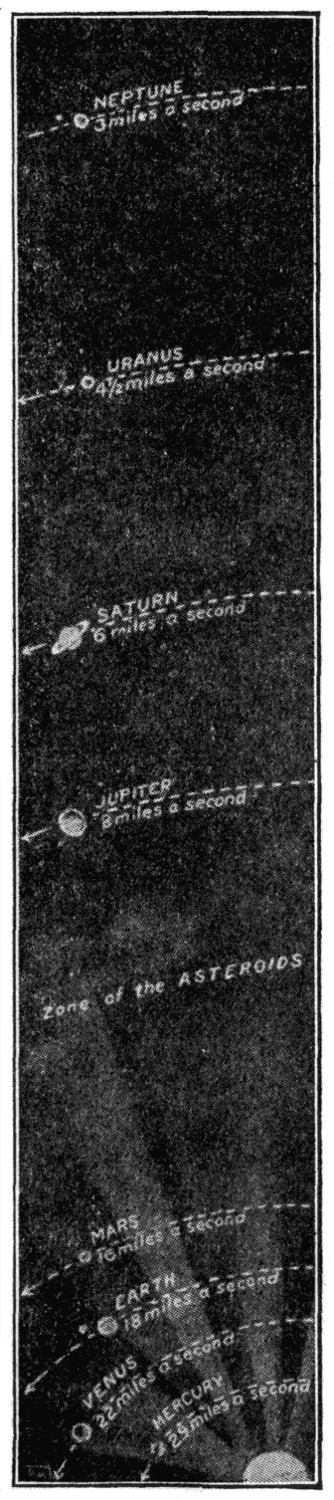 NEPTUNE
3 miles a second
URANUS
4½ miles a second
SATURN
6 miles a second
JUPITER
8 miles a second
Zone of the ASTEROIDS
MARS
16 miles a second
EARTH
18 miles a second
VENUS
22 miles a second
MERCURY
29 miles a second